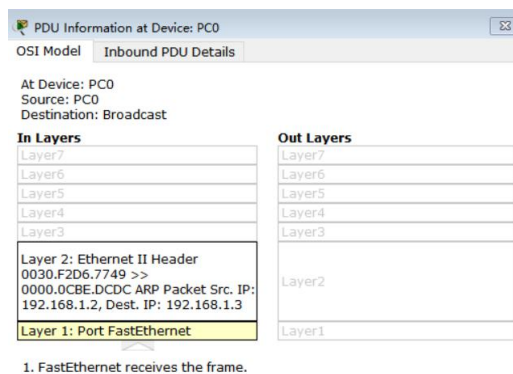 PDU Information at Device: PC0
OSI Model
Inbound PDU Details
At Device: PC0
Source: PC0
Destination: Broadcast
In Layers
Out Layers
Layer7
Layer7
Layer6
Layer6
Layer5
Layer5
Layer4
Layer4
Layer3
Layer3
Layer 2: Ethernet II Header
0030.F2D6.7749 >>
0000.0CBE.DCDC ARP Packet Src. IP:
192.168.1.2, Dest. IP: 192.168.1.3
Layer2
Layer 1: Port FastEthernet
Layer1
1. FastEthernet receives the frame.